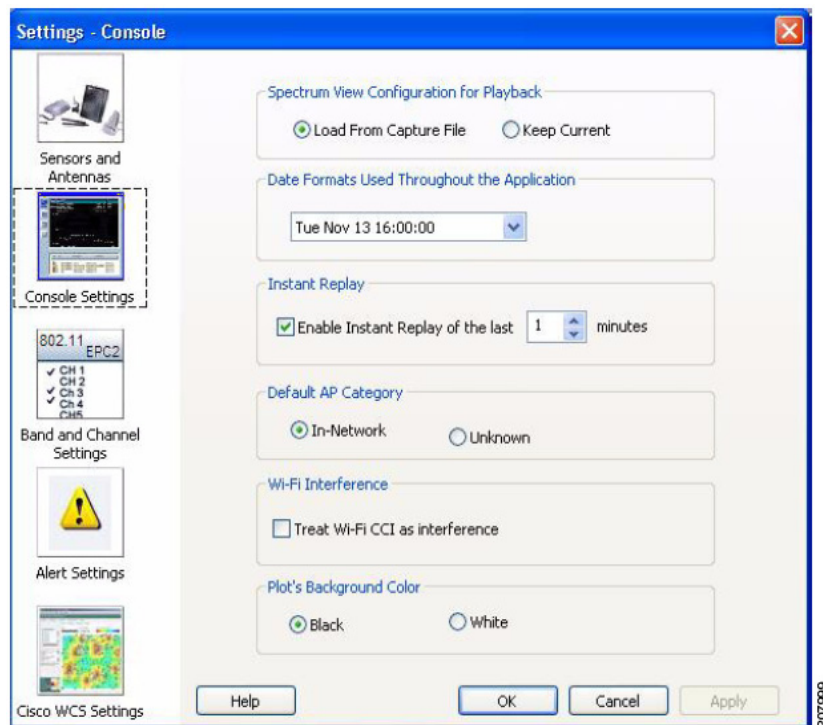 Settings - Console
Sensors and
Antennas
Console Settings
802.11
EPC2
CH 1
CH 2
Ch 3
Ch 4
CH5
Band and Channel
Settings
Alert Settings
Cisco WCS Settings
Spectrum View Configuration for Playback
Load From Capture File
Keep Current
Date Formats Used Throughout the Application
Tue Nov 13 16:00:00
Instant Replay
Enable Instant Replay of the last 1 minutes
Default AP Category
In-Network
Unknown
Wi-Fi Interference
Treat Wi-Fi CCI as interference
Plot's Background Color
Black
White
Help
OK
Cancel
Apply